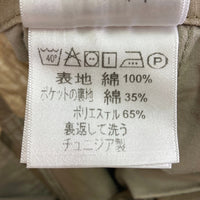 40° P
表地 綿 100%
ポケットの裏地 綿 35%
ポリエステル 65%
裏返して洗う
チュニジア製